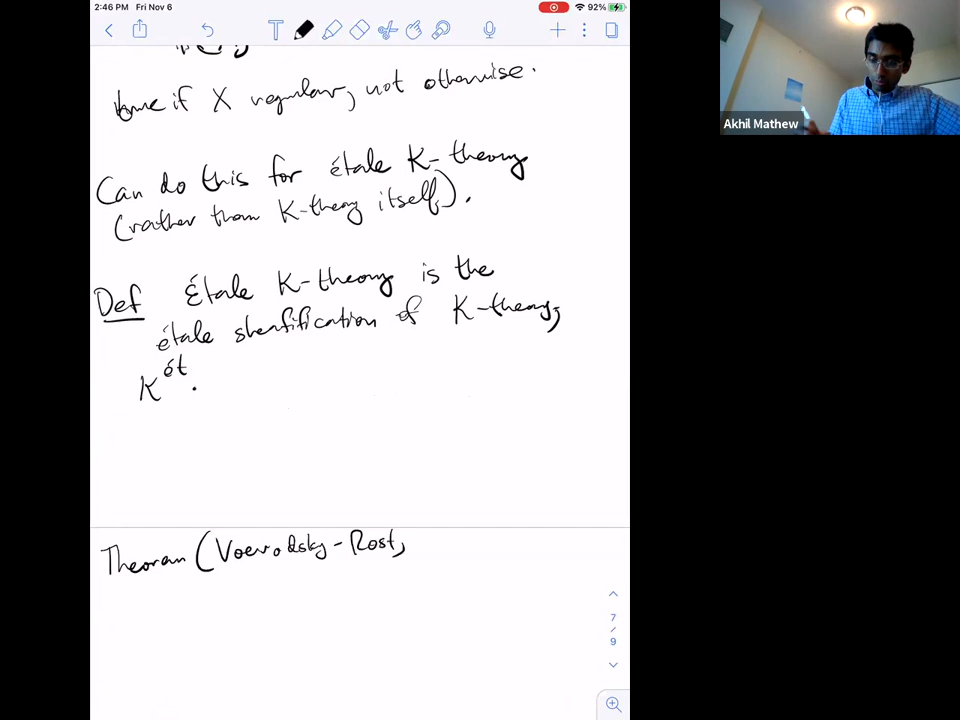 2:46 PM Fri Nov 6
92%
if X regular, not otherwise.
Can do this for étale K-theory
(rather than K-theory itself).
Def Étale K-theory is the
étale sheafification of K-theory,
K^ét.
Theorem (Voevodsky-Rost,
7
/
9
Akhil Mathew